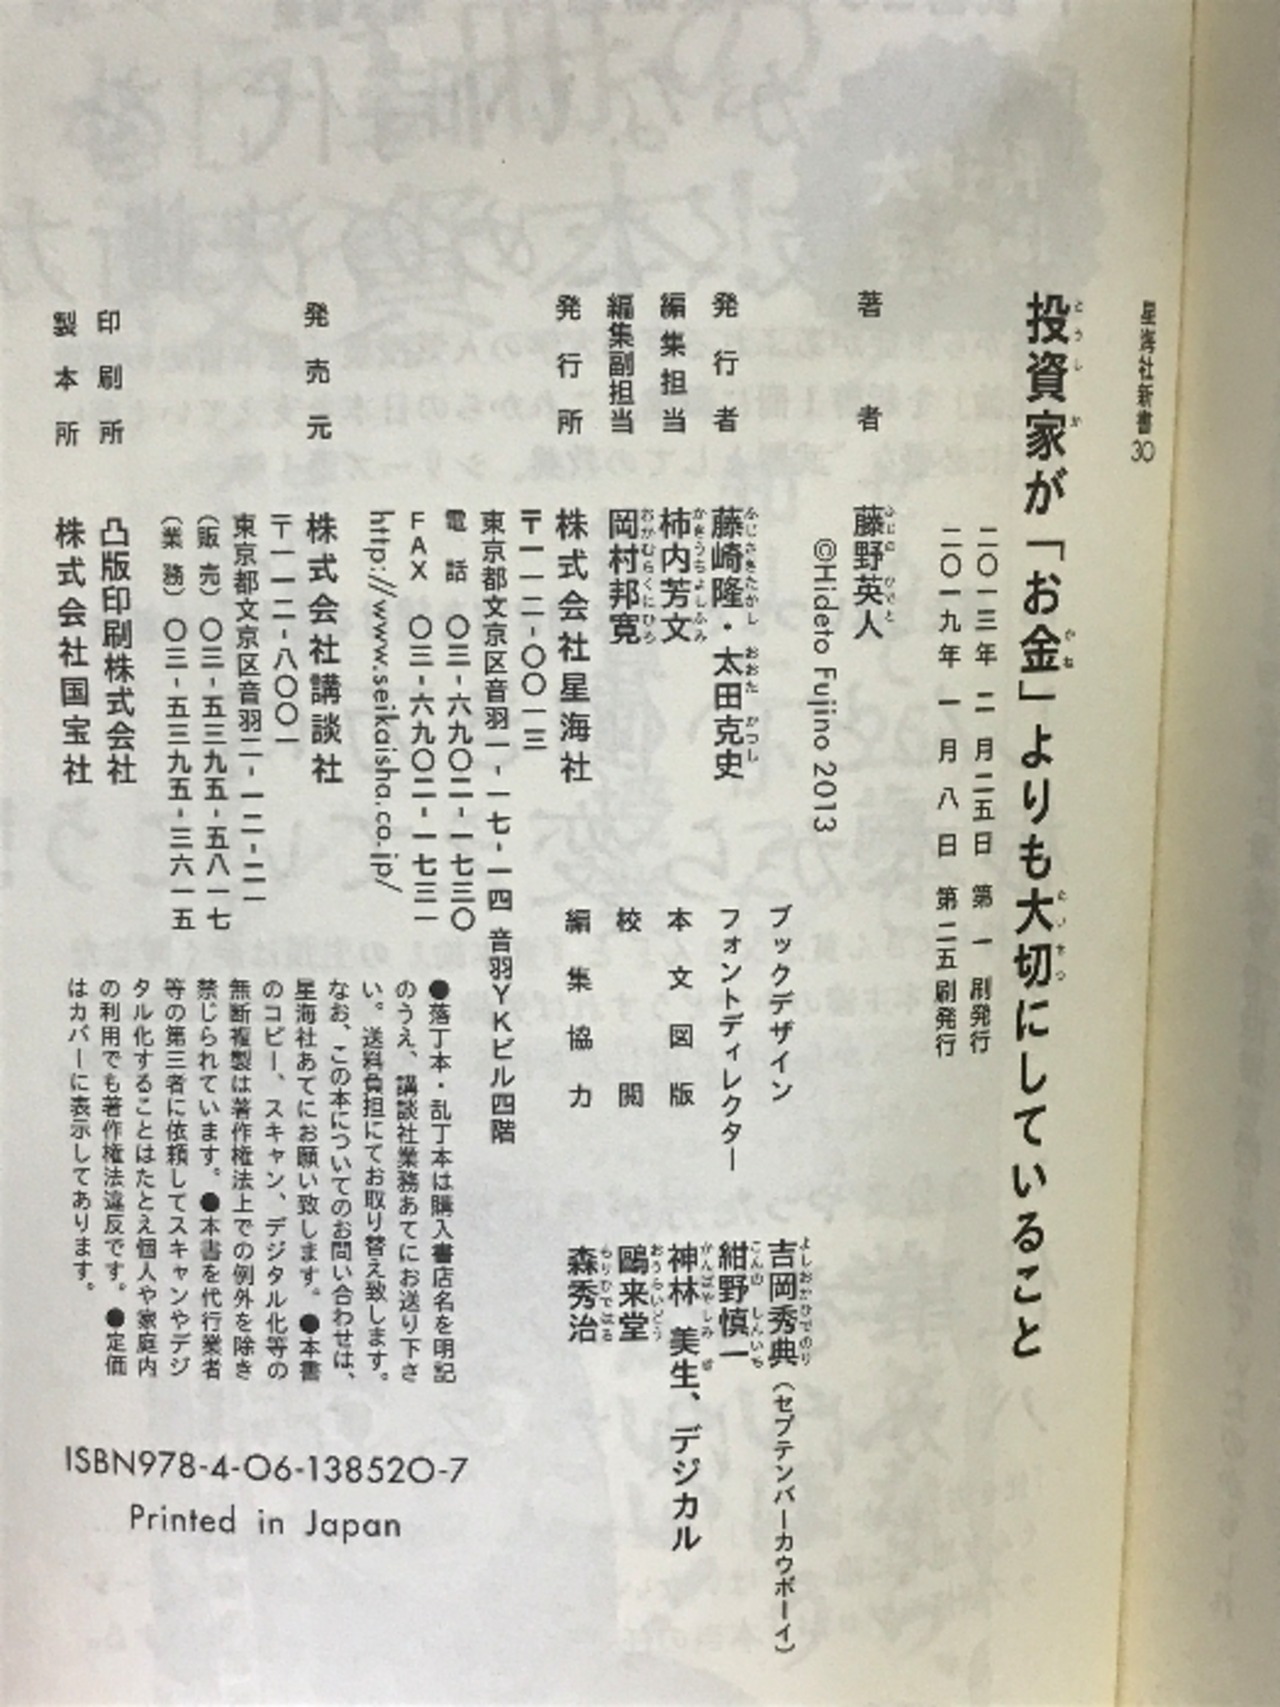 星海社新書30
投資家が「お金」よりも大切にしていること
二〇一三年 二月二五日 第一刷発行
二〇一九年 一月 八日 第二五刷発行
著者 藤野英人
©Hideto Fujino 2013
発行者 藤崎隆・太田克史
編集担当 柿内芳文
編集副担当 岡村邦寛
発行所 株式会社星海社
〒一一二-〇〇一三
東京都文京区音羽一-一七-一四 音羽YKビル四階
電話 〇三-六九〇二-一七三〇
FAX 〇三-六九〇二-一七三一
http://www.seikaisha.co.jp/
発売元 株式会社講談社
〒一一二-八〇〇一
東京都文京区音羽二-一二-二一
(販売)〇三-五三九五-五八一七
(業務)〇三-五三九五-三六一五
印刷所 凸版印刷株式会社
製本所 株式会社国宝社
ブックデザイン 吉岡秀典(セプテンバーカウボーイ)
フォントディレクター 紺野慎一
本文図版 神林美生、デジカル
校閲 鷗来堂
編集協力 森秀治
●落丁本・乱丁本は購入書店名を明記
のうえ、講談社業務あてにお送り下さ
い。送料負担にてお取り替え致します。
なお、この本についてのお問い合わせは、
星海社あてにお願い致します。●本書
のコピー、スキャン、デジタル化等の
無断複製は著作権法上での例外を除き
禁じられています。●本書を代行業者
等の第三者に依頼してスキャンやデジ
タル化することはたとえ個人や家庭内
の利用でも著作権法違反です。●定価
はカバーに表示してあります。
ISBN978-4-06-138520-7
Printed in Japan